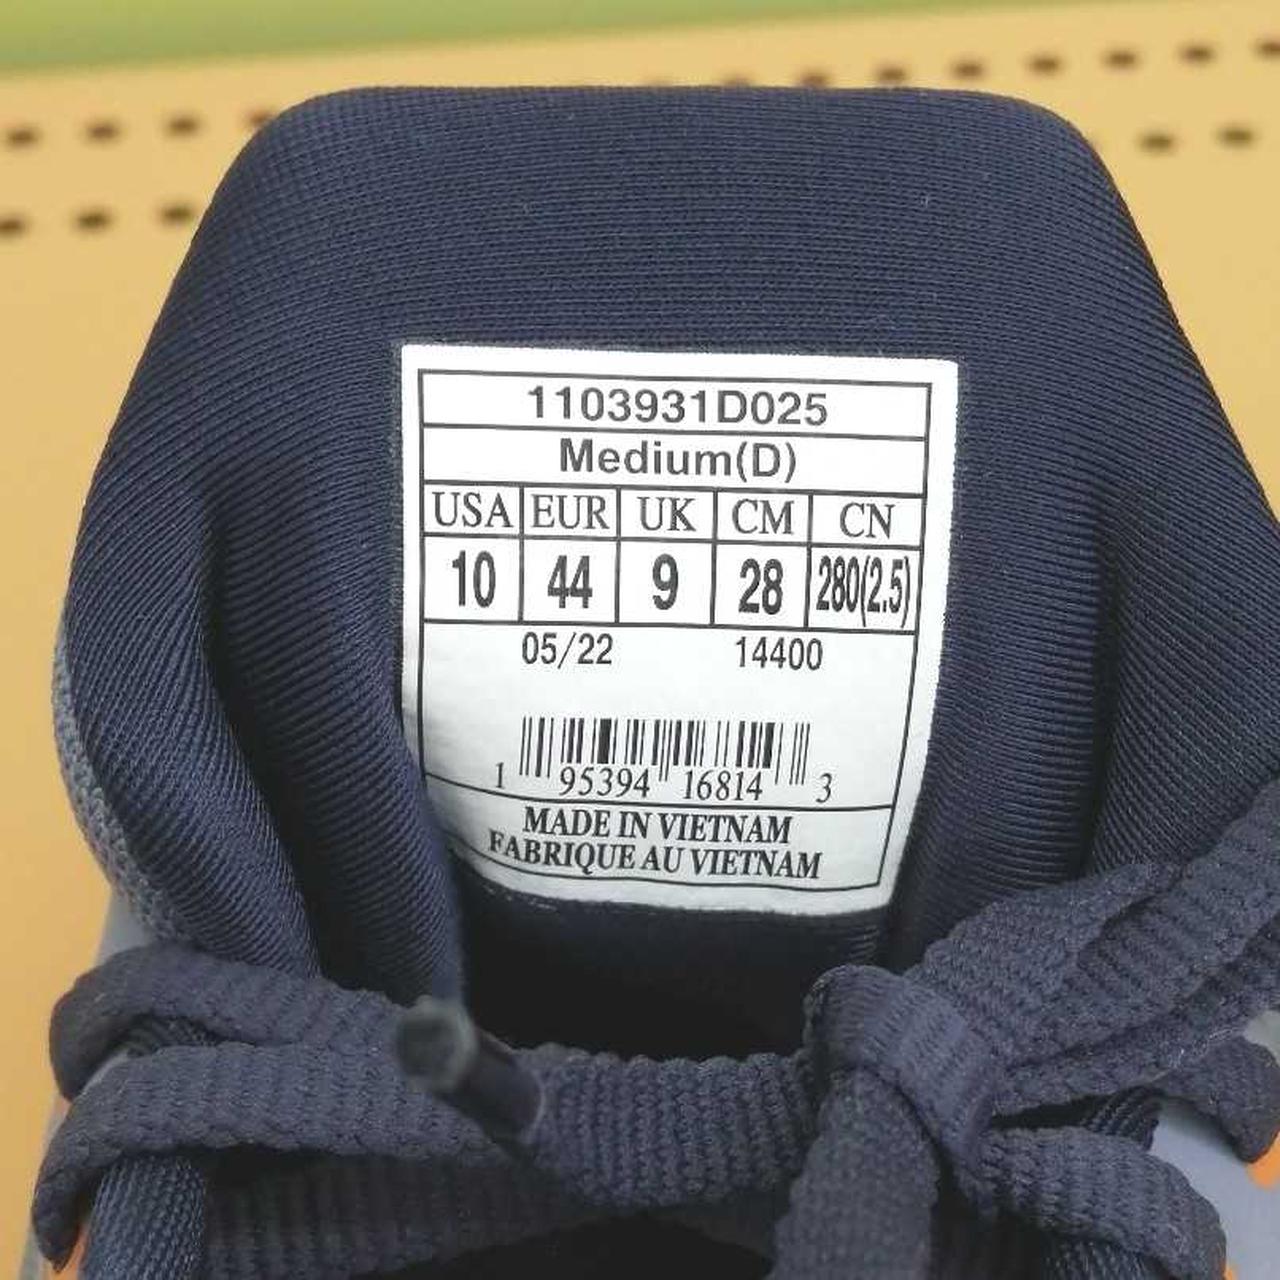 1103931D025
Medium(D)
USA EUR UK CM CN
10 44 9 28 280(2.5)
05/22 14400
1 95394 16814 3
MADE IN VIETNAM
FABRIQUE AU VIETNAM